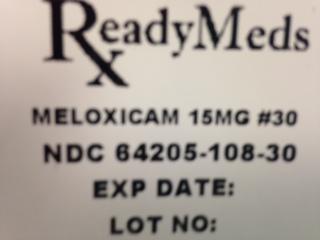 ReadyMeds
MELOXICAM 15MG #30
NDC 64205-108-30
EXP DATE:
LOT NO: